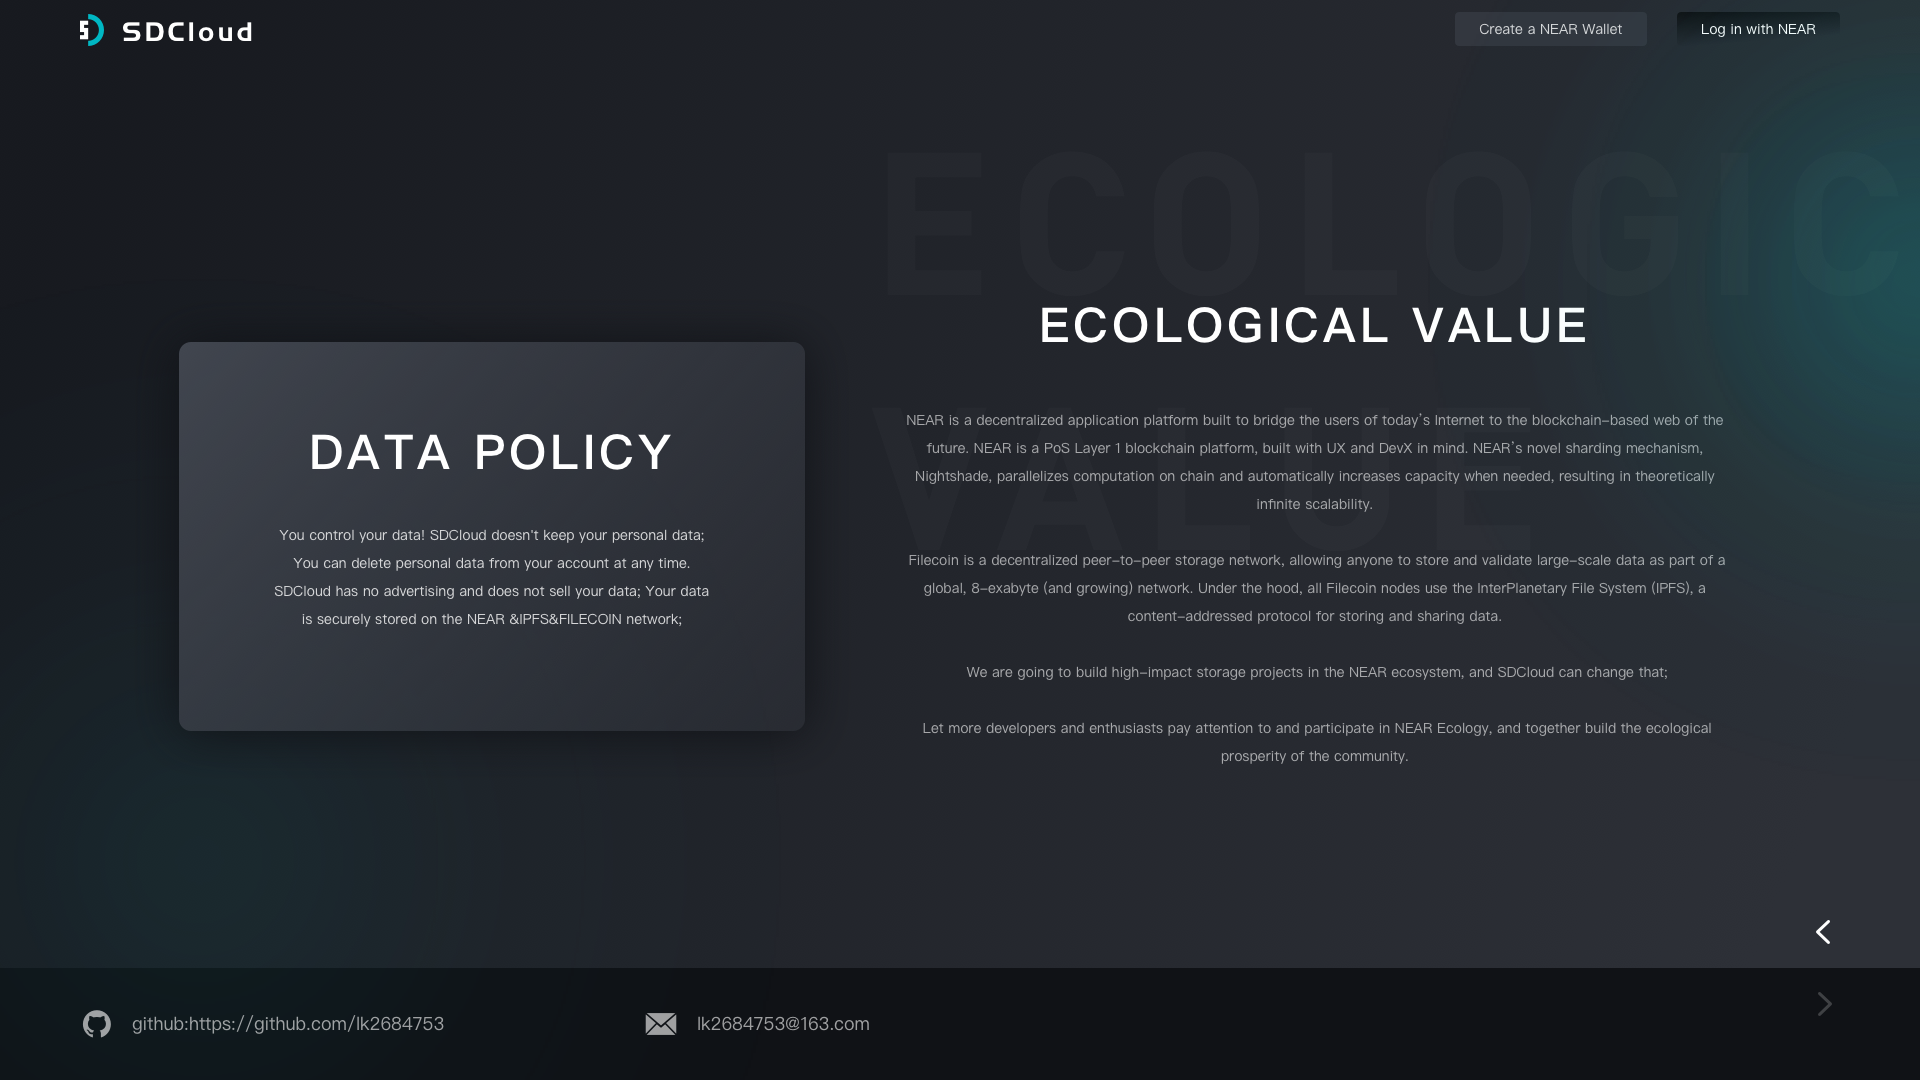 SDCloud
Create a NEAR Wallet
Log in with NEAR
ECOLOGIC
VALUE
DATA POLICY
You control your data! SDCloud doesn't keep your personal data;
You can delete personal data from your account at any time.
SDCloud has no advertising and does not sell your data; Your data
is securely stored on the NEAR &IPFS&FILECOIN network;
ECOLOGICAL VALUE
NEAR is a decentralized application platform built to bridge the users of today's Internet to the blockchain-based web of the
future. NEAR is a PoS Layer 1 blockchain platform, built with UX and DevX in mind. NEAR's novel sharding mechanism,
Nightshade, parallelizes computation on chain and automatically increases capacity when needed, resulting in theoretically
infinite scalability.
Filecoin is a decentralized peer-to-peer storage network, allowing anyone to store and validate large-scale data as part of a
global, 8-exabyte (and growing) network. Under the hood, all Filecoin nodes use the InterPlanetary File System (IPFS), a
content-addressed protocol for storing and sharing data.
We are going to build high-impact storage projects in the NEAR ecosystem, and SDCloud can change that;
Let more developers and enthusiasts pay attention to and participate in NEAR Ecology, and together build the ecological
prosperity of the community.
github:https://github.com/lk2684753
lk2684753@163.com